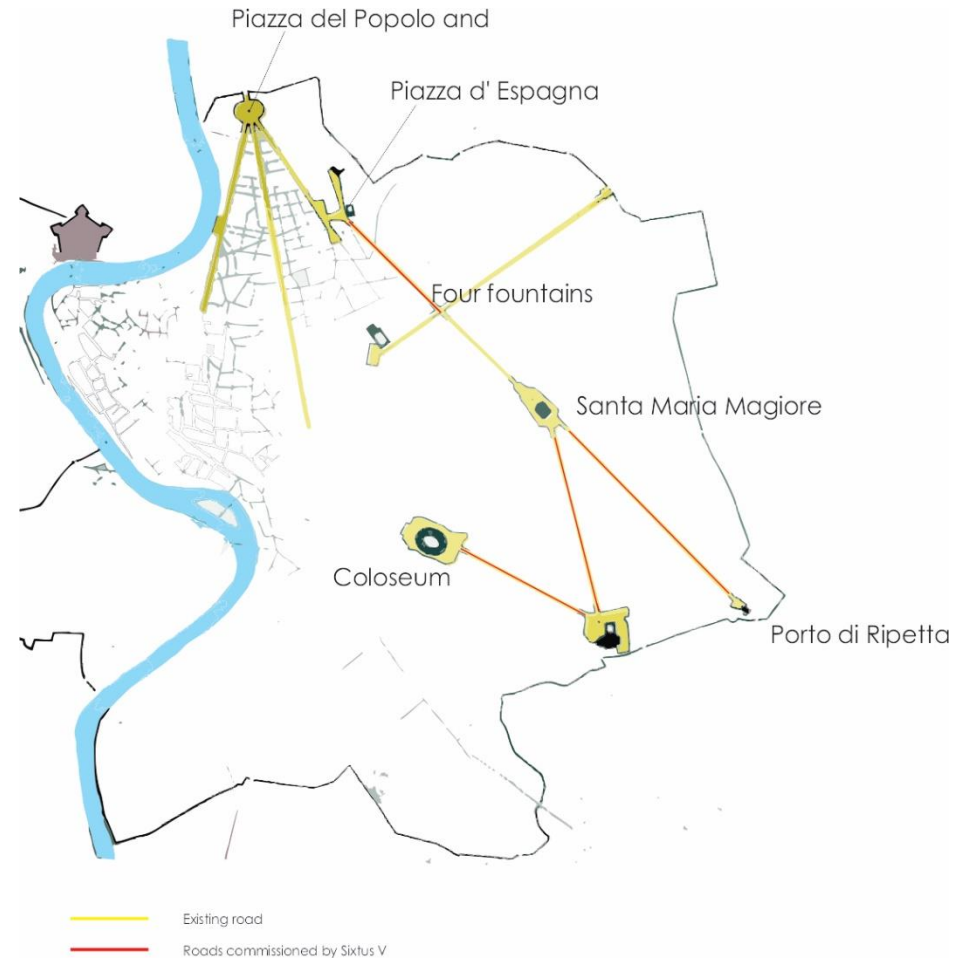 Piazza del Popolo and
Piazza d' Espagna
Four fountains
Santa Maria Magiore
Coloseum
Porto di Ripetta
Existing road
Roads commissioned by Sixtus V